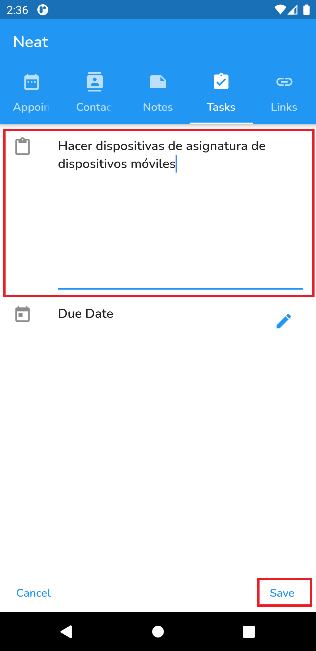 2:36
Neat
Appoin
Contac
Notes
Tasks
Links
Hacer dispositivas de asignatura de
dispositivos móviles
Due Date
Cancel
Save